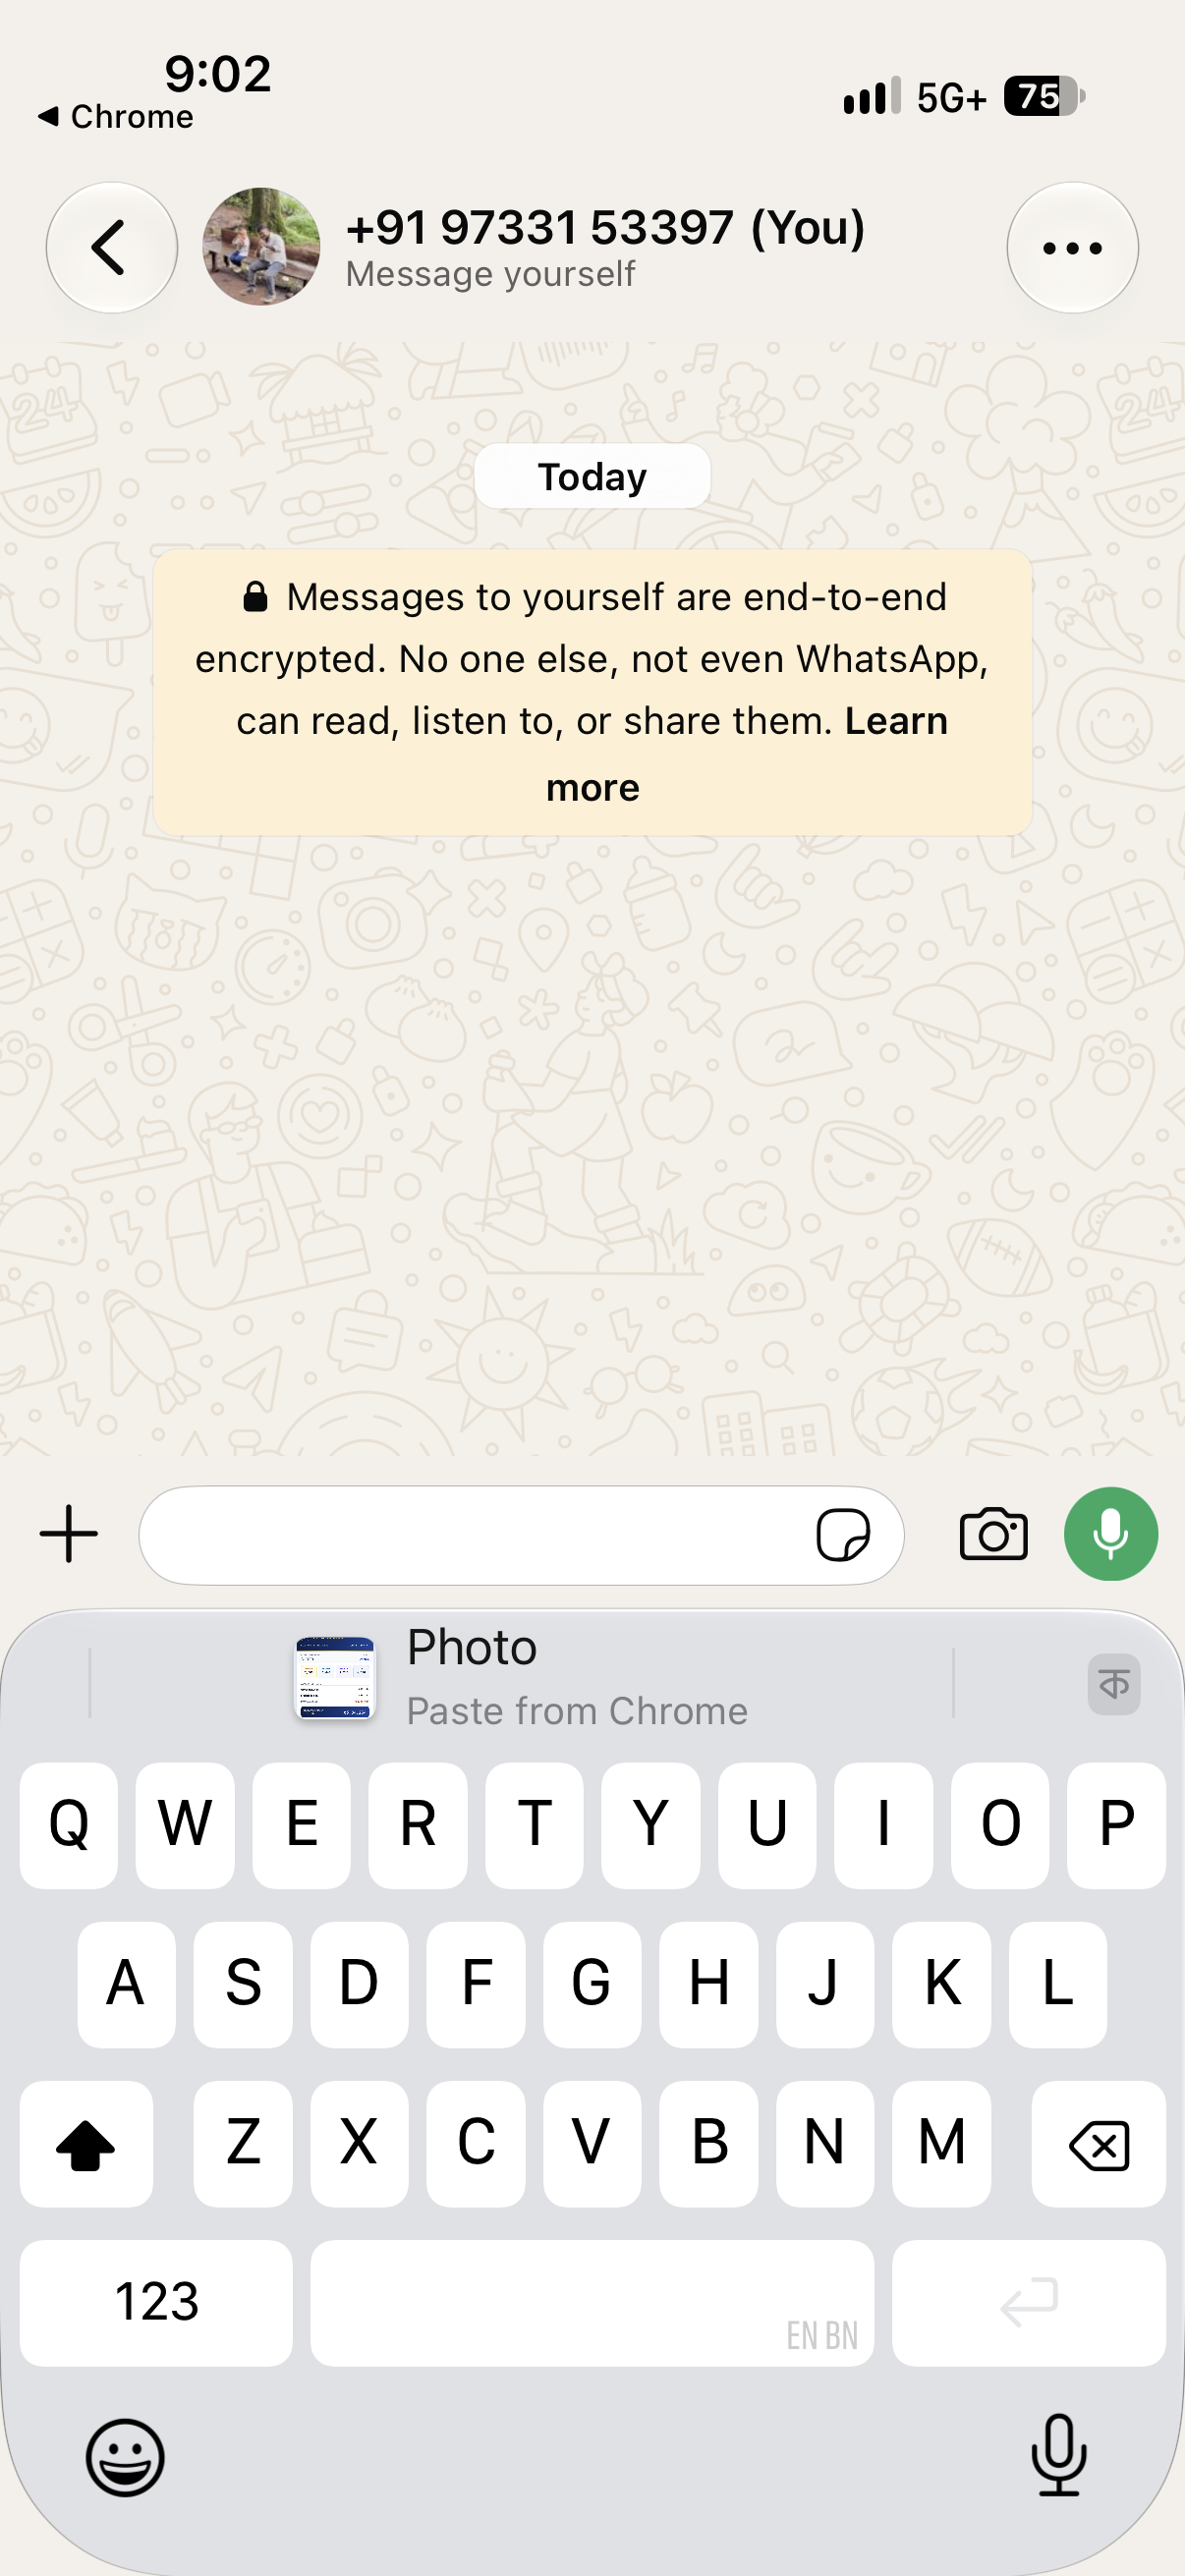 9:02
5G+
75
Chrome
+91 97331 53397 (You)
Message yourself
24
24
Today
Messages to yourself are end-to-end
encrypted. No one else, not even WhatsApp,
can read, listen to, or share them. Learn
more
Photo
Paste from Chrome
Q W E R T Y U I O P
A S D F G H J K L
Z X C V B N M
123
EN BN